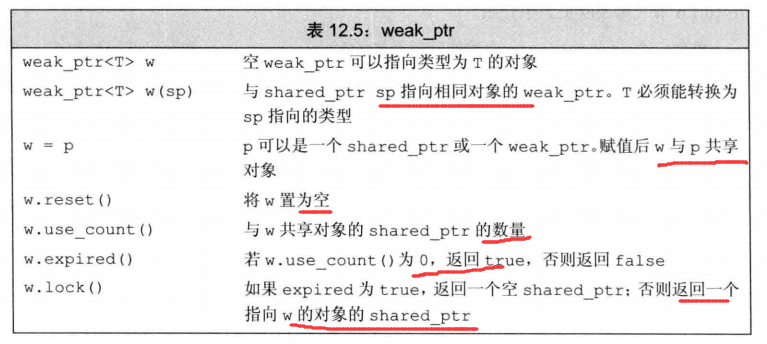 表 12.5：weak_ptr
weak_ptr<T> w 空 weak_ptr 可以指向类型为 T 的对象
weak_ptr<T> w(sp) 与 shared_ptr sp 指向相同对象的 weak_ptr。T 必须能转换为
sp 指向的类型
w = p p 可以是一个 shared_ptr 或一个 weak_ptr。赋值后 w 与 p 共享
对象
w.reset() 将 w 置为空
w.use_count() 与 w 共享对象的 shared_ptr 的数量
w.expired() 若 w.use_count()为 0，返回 true，否则返回 false
w.lock() 如果 expired 为 true，返回一个空 shared_ptr；否则返回一个
指向 w 的对象的 shared_ptr